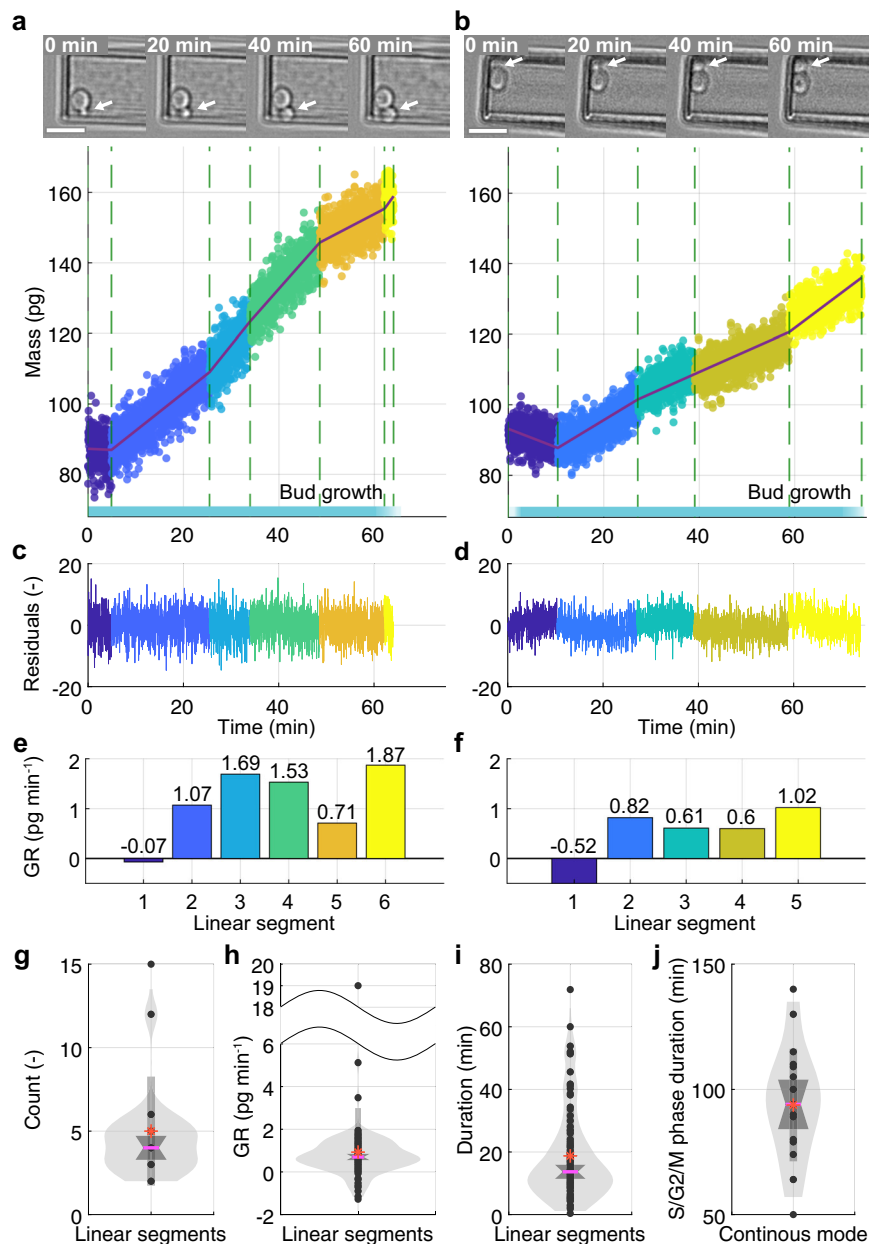 a
0 min 20 min 40 min 60 min
b
0 min 20 min 40 min 60 min
Mass (pg)
160
140
120
100
80
Bud growth
0 20 40 60
160
140
120
100
80
Bud growth
0 20 40 60
c
Residuals (-)
20
0
-20
0 20 40 60
Time (min)
d
20
0
-20
0 20 40 60
Time (min)
e
GR (pg min⁻¹)
2
1
0
-0.07 1.07 1.69 1.53 0.71 1.87
1 2 3 4 5 6
Linear segment
f
2
1
0
-0.52 0.82 0.61 0.6 1.02
1 2 3 4 5
Linear segment
g
Count (-)
15
10
5
0
Linear segments
h
GR (pg min⁻¹)
20
19
18
6
4
2
0
-2
Linear segments
i
Duration (min)
80
60
40
20
0
Linear segments
j
S/G2/M phase duration (min)
150
100
50
Continous mode